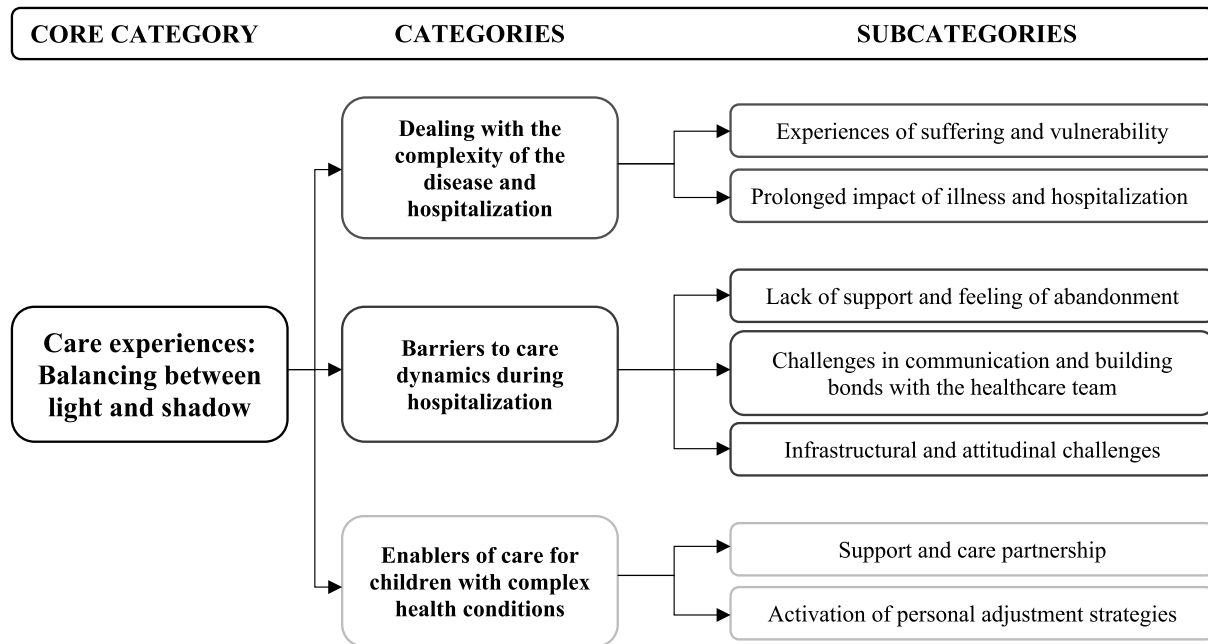 CORE CATEGORY
CATEGORIES
SUBCATEGORIES
Care experiences:
Balancing between
light and shadow
Dealing with the
complexity of the
disease and
hospitalization
Experiences of suffering and vulnerability
Prolonged impact of illness and hospitalization
Barriers to care
dynamics during
hospitalization
Lack of support and feeling of abandonment
Challenges in communication and building
bonds with the healthcare team
Infrastructural and attitudinal challenges
Enablers of care for
children with complex
health conditions
Support and care partnership
Activation of personal adjustment strategies